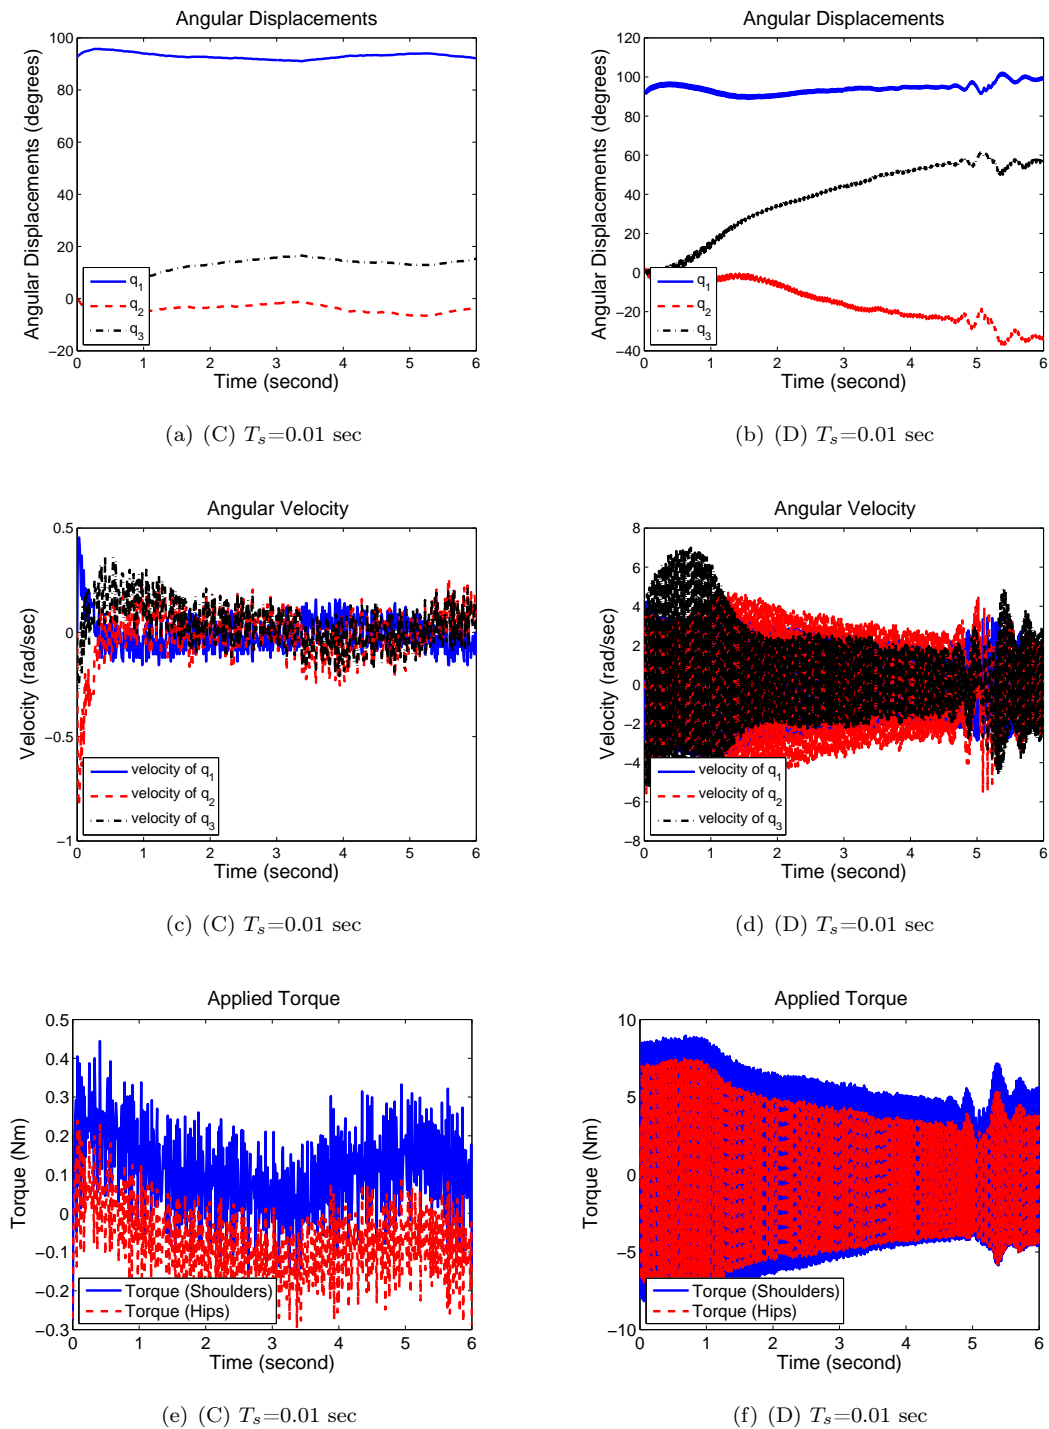 Angular Displacements
Angular Displacements (degrees)
100
80
60
40
20
0
−20
q1
q2
q3
0 1 2 3 4 5 6
Time (second)
(a) (C) Ts=0.01 sec
Angular Displacements
Angular Displacements (degrees)
120
100
80
60
40
20
0
−20
−40
q1
q2
q3
0 1 2 3 4 5 6
Time (second)
(b) (D) Ts=0.01 sec
Angular Velocity
Velocity (rad/sec)
0.5
0
−0.5
−1
velocity of q1
velocity of q2
velocity of q3
0 1 2 3 4 5 6
Time (second)
(c) (C) Ts=0.01 sec
Angular Velocity
Velocity (rad/sec)
8
6
4
2
0
−2
−4
−6
−8
velocity of q1
velocity of q2
velocity of q3
0 1 2 3 4 5 6
Time (second)
(d) (D) Ts=0.01 sec
Applied Torque
Torque (Nm)
0.5
0.4
0.3
0.2
0.1
0
−0.1
−0.2
−0.3
Torque (Shoulders)
Torque (Hips)
0 1 2 3 4 5 6
Time (second)
(e) (C) Ts=0.01 sec
Applied Torque
Torque (Nm)
10
5
0
−5
−10
Torque (Shoulders)
Torque (Hips)
0 1 2 3 4 5 6
Time (second)
(f) (D) Ts=0.01 sec